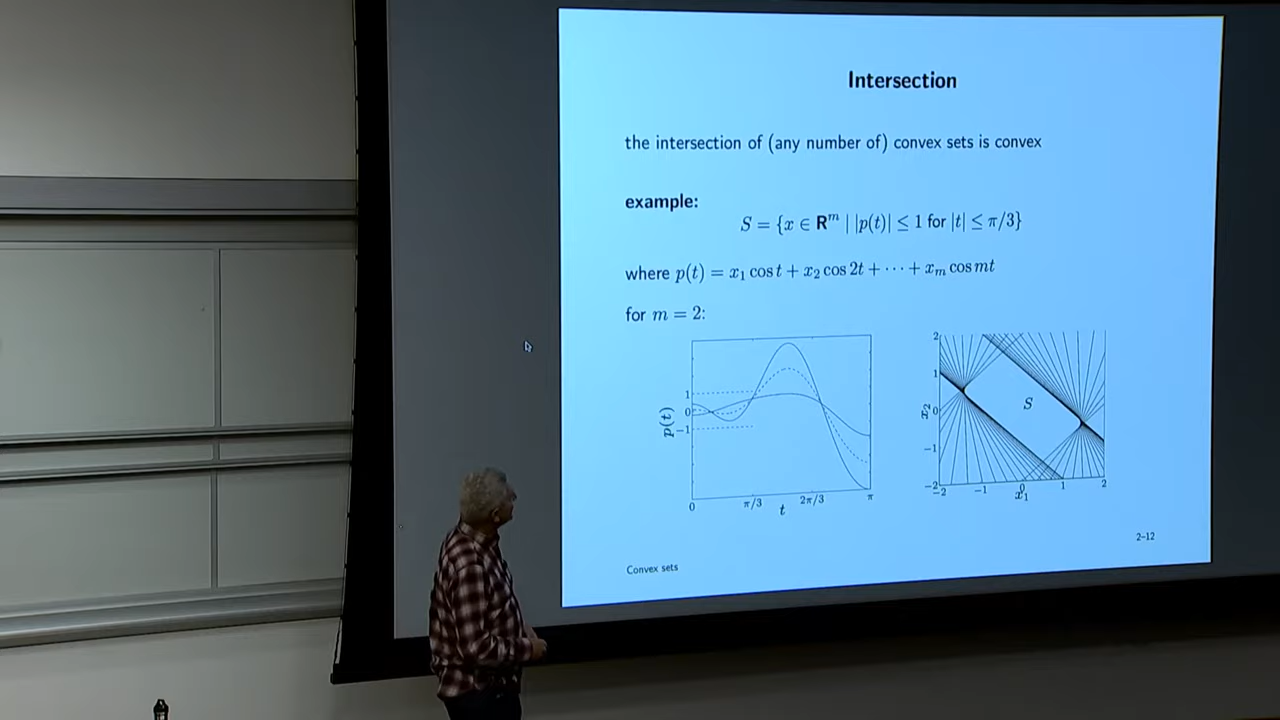 Intersection
the intersection of (any number of) convex sets is convex
example:
S = {x ∈ R^m | |p(t)| ≤ 1 for |t| ≤ π/3}
where p(t) = x₁ cos t + x₂ cos 2t + ⋯ + x_m cos mt
for m = 2:
p(t)
1
0
−1
0
π/3
2π/3
π
t
x₂
2
1
0
−1
−2
S
−2
−1
0
1
2
x₁
2–12
Convex sets